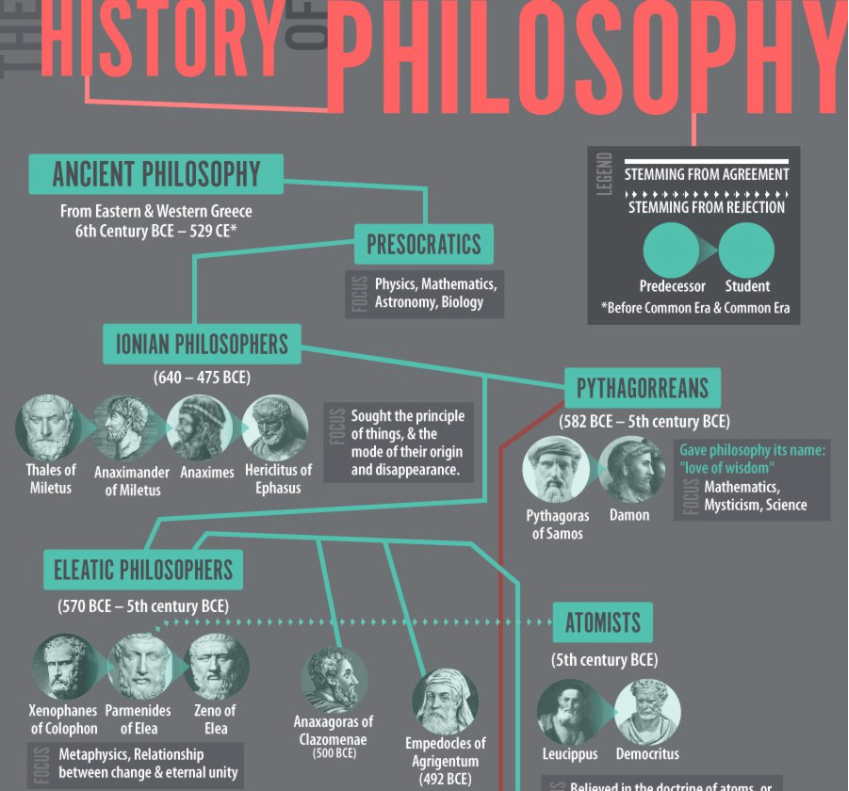 THE HISTORY OF PHILOSOPHY
LEGEND
STEMMING FROM AGREEMENT
STEMMING FROM REJECTION
Predecessor
Student
*Before Common Era & Common Era
ANCIENT PHILOSOPHY
From Eastern & Western Greece
6th Century BCE – 529 CE*
PRESOCRATICS
FOCUS
Physics, Mathematics,
Astronomy, Biology
IONIAN PHILOSOPHERS
(640 – 475 BCE)
Thales of
Miletus
Anaximander
of Miletus
Anaximes
Hericlitus of
Ephasus
FOCUS
Sought the principle
of things, & the
mode of their origin
and disappearance.
PYTHAGORREANS
(582 BCE – 5th century BCE)
Pythagoras
of Samos
Damon
Gave philosophy its name:
"love of wisdom"
FOCUS
Mathematics,
Mysticism, Science
ELEATIC PHILOSOPHERS
(570 BCE – 5th century BCE)
Xenophanes
of Colophon
Parmenides
of Elea
Zeno of
Elea
FOCUS
Metaphysics, Relationship
between change & eternal unity
Anaxagoras of
Clazomenae
(500 BCE)
Empedocles of
Agrigentum
(492 BCE)
ATOMISTS
(5th century BCE)
Leucippus
Democritus
Believed in the doctrine of atoms, or